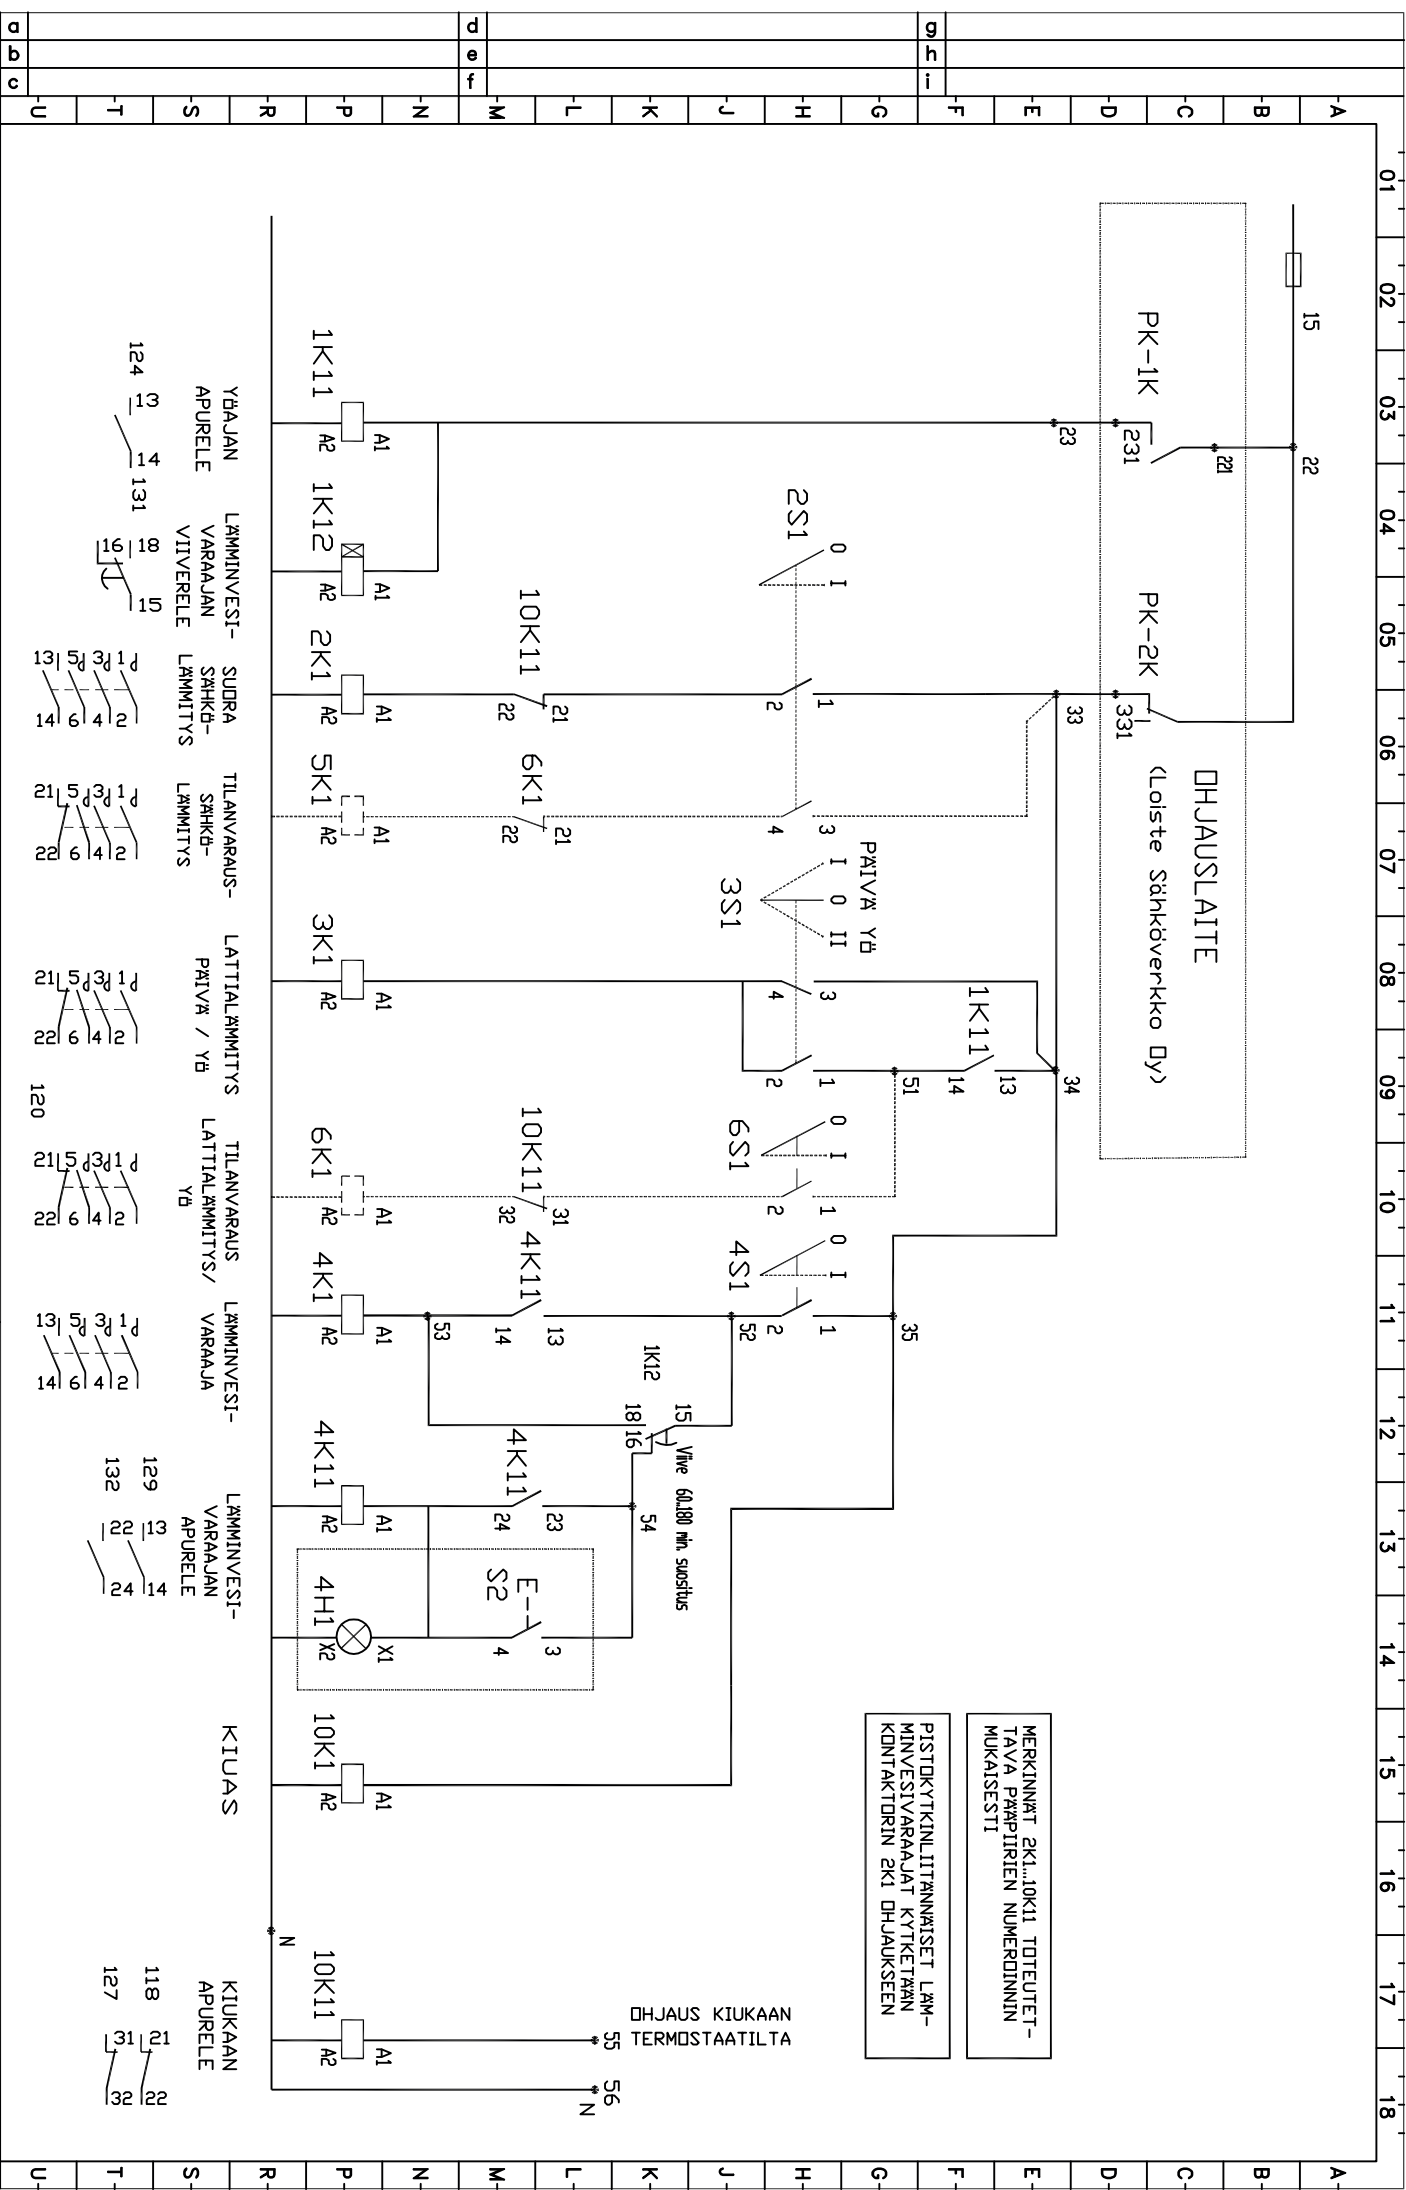 a
b
c
d
e
f
g
h
i
01 02 03 04 05 06 07 08 09 10 11 12 13 14 15 16 17 18
A
B
C
D
E
F
G
H
J
K
L
M
N
P
R
S
T
U
A
B
C
D
E
F
G
H
J
K
L
M
N
P
R
S
T
U
15
22
221
PK-1K
231
23
PK-2K
331
33
OHJAUSLAITE
(Loiste Sähköverkko Oy)
34
1K11
13
14
51
35
MERKINNÄT 2K1...10K11 TOTEUTET-
TAVA PÄÄPIIRIEN NUMEROINNIN
MUKAISESTI
PISTOKYTKINLIITÄNNÄISET LÄM-
MINVESIVARAAJAT KYTKETÄÄN
KONTAKTORIN 2K1 OHJAUKSEEN
2S1
0 I
1
2
3
4
PÄIVÄ YÖ
I 0 II
3S1
3
4
1
2
6S1
0 I
1
2
4S1
0 I
1
2
52
1K12
15
18
16
Viive 60..180 min. suositus
54
10K11
21
22
6K1
21
22
10K11
31
32
4K11
13
14
53
4K11
23
24
S2
E--
3
4
OHJAUS KIUKAAN
TERMOSTAATILTA
55
56
N
1K11
A1
A2
1K12
A1
A2
2K1
A1
A2
5K1
A1
A2
3K1
A1
A2
6K1
A1
A2
4K1
A1
A2
4K11
A1
A2
4H1
X1
X2
10K1
A1
A2
N
10K11
A1
A2
YÖAJAN
APURELE
LÄMMINVESI-
VARAAJAN
VIIVERELE
SUORA
SÄHKÖ-
LÄMMITYS
TILANVARAUS-
SÄHKÖ-
LÄMMITYS
LATTIALÄMMITYS
PÄIVÄ / YÖ
TILANVARAUS
LATTIALÄMMITYS/
YÖ
LÄMMINVESI-
VARAAJA
LÄMMINVESI-
VARAAJAN
APURELE
KIUAS
KIUKAAN
APURELE
124
13 14
131
18
16 15
1 2
3 4
5 6
13 14
1 2
3 4
5 6
21 22
1 2
3 4
5 6
21 22
120
1 2
3 4
5 6
21 22
1 2
3 4
5 6
13 14
129
132
13 14
22 24
118
127
21 22
31 32